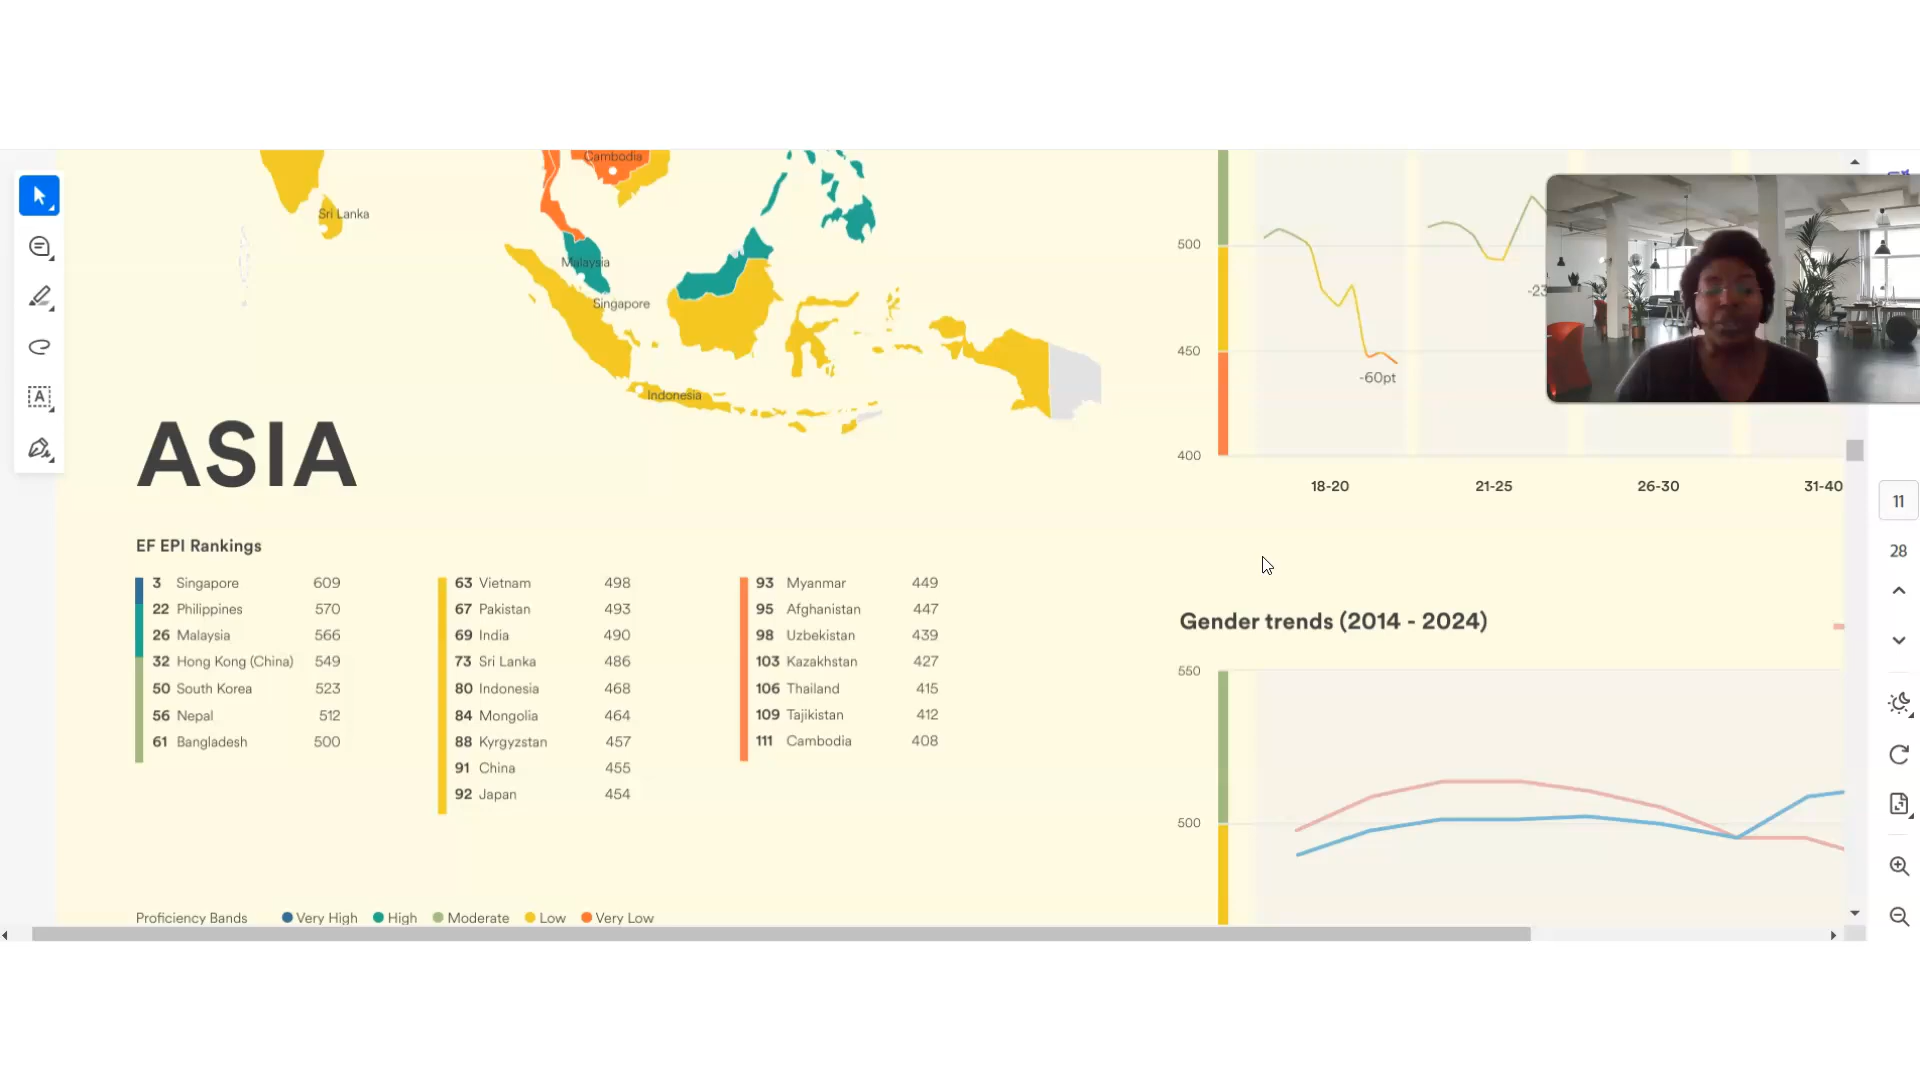 Cambodia
Sri Lanka
Malaysia
Singapore
Indonesia
ASIA
EF EPI Rankings
3 Singapore 609
22 Philippines 570
26 Malaysia 566
32 Hong Kong (China) 549
50 South Korea 523
56 Nepal 512
61 Bangladesh 500
63 Vietnam 498
67 Pakistan 493
69 India 490
73 Sri Lanka 486
80 Indonesia 468
84 Mongolia 464
88 Kyrgyzstan 457
91 China 455
92 Japan 454
93 Myanmar 449
95 Afghanistan 447
98 Uzbekistan 439
103 Kazakhstan 427
106 Thailand 415
109 Tajikistan 412
111 Cambodia 408
Proficiency Bands Very High High Moderate Low Very Low
500
450
400
-60pt
-23
18-20 21-25 26-30 31-40
Gender trends (2014 - 2024)
550
500
11
28
A